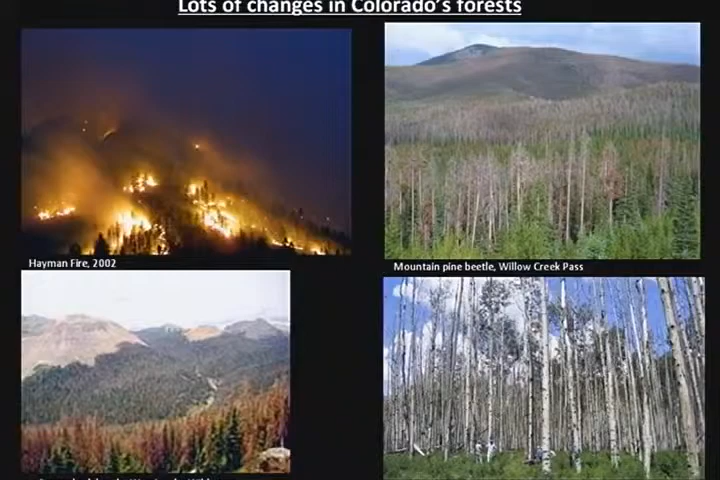 Lots of changes in Colorado's forests
Hayman Fire, 2002
Mountain pine beetle, Willow Creek Pass